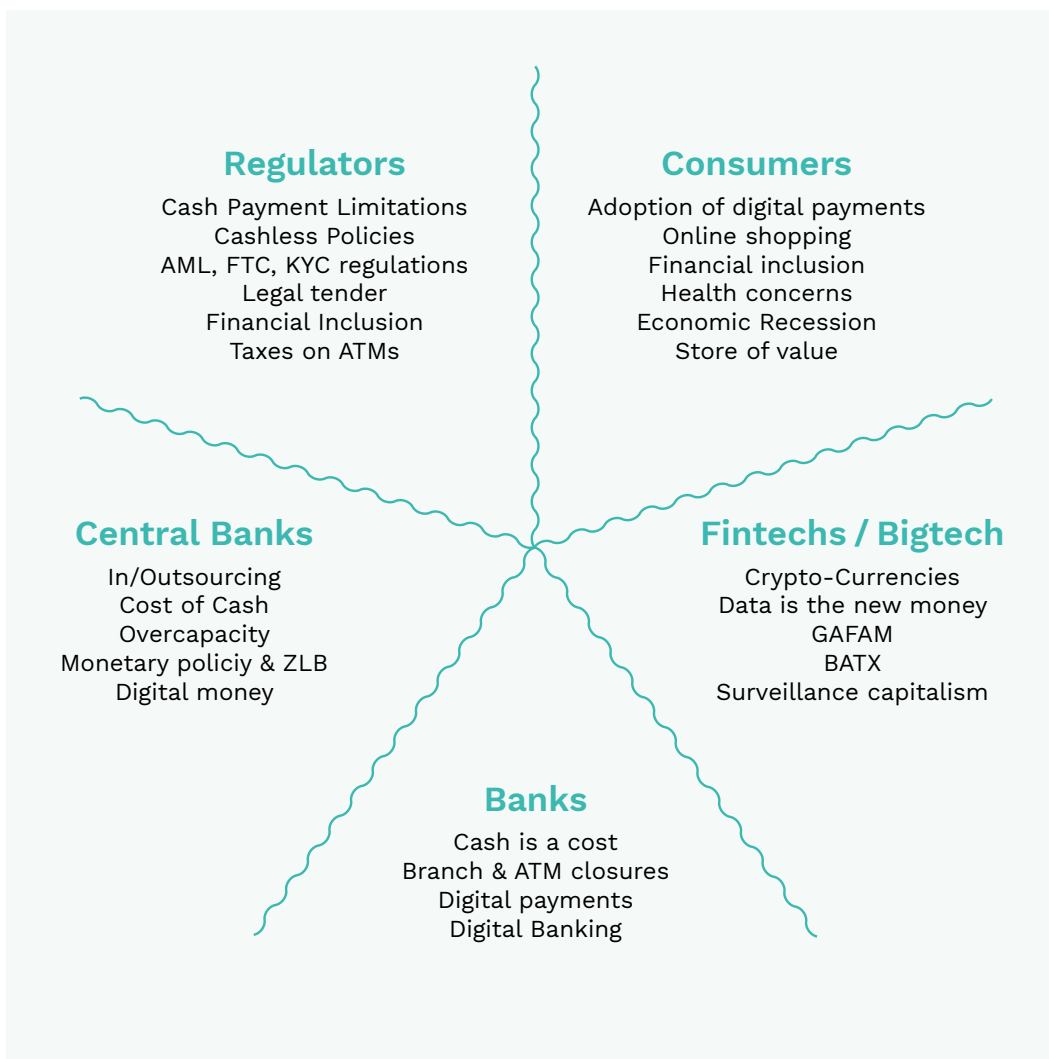 Regulators
Cash Payment Limitations
Cashless Policies
AML, FTC, KYC regulations
Legal tender
Financial Inclusion
Taxes on ATMs
Consumers
Adoption of digital payments
Online shopping
Financial inclusion
Health concerns
Economic Recession
Store of value
Central Banks
In/Outsourcing
Cost of Cash
Overcapacity
Monetary policiy & ZLB
Digital money
Fintechs / Bigtech
Crypto-Currencies
Data is the new money
GAFAM
BATX
Surveillance capitalism
Banks
Cash is a cost
Branch & ATM closures
Digital payments
Digital Banking